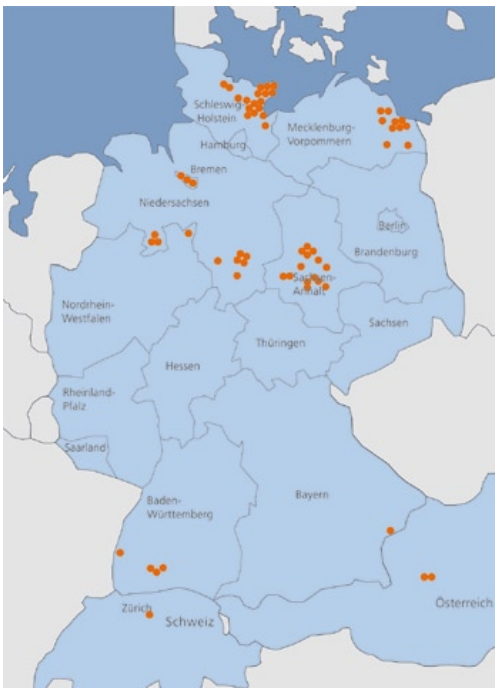 Schleswig-
Holstein
Mecklenburg-
Vorpommern
Hamburg
Bremen
Niedersachsen
Berlin
Brandenburg
Sachsen-
Anhalt
Nordrhein-
Westfalen
Sachsen
Thüringen
Hessen
Rheinland-
Pfalz
Saarland
Bayern
Baden-
Württemberg
Österreich
Zürich
Schweiz